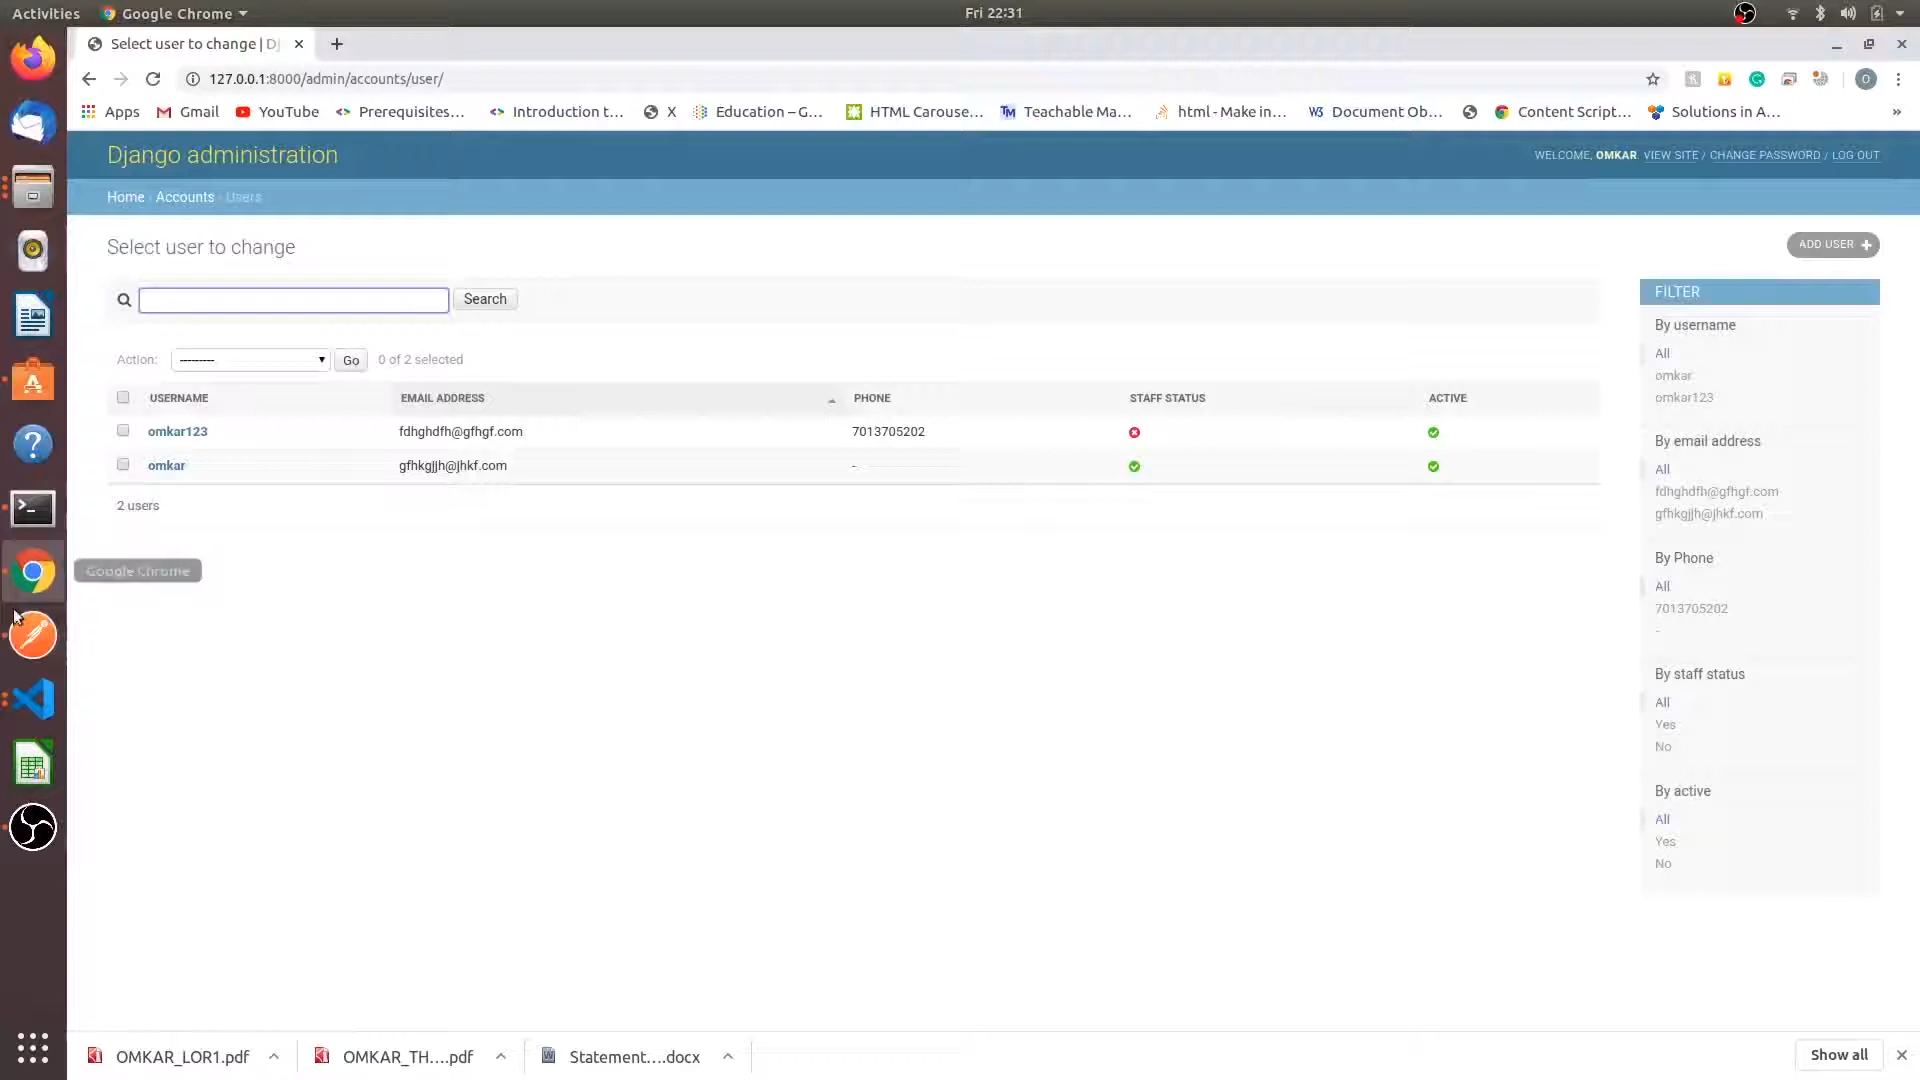 Activities Google Chrome Fri 22:31
Select user to change | Dj
127.0.0.1:8000/admin/accounts/user/
Apps Gmail YouTube Prerequisites... Introduction t... X Education – G... HTML Carouse... Teachable Ma... html - Make in... Document Ob... Content Script... Solutions in A... »
Django administration
WELCOME, OMKAR. VIEW SITE / CHANGE PASSWORD / LOG OUT
Home › Accounts › Users
Select user to change
ADD USER +
Search
Action: --------- Go 0 of 2 selected
USERNAME EMAIL ADDRESS PHONE STAFF STATUS ACTIVE
omkar123 fdhghdfh@gfhgf.com 7013705202
omkar gfhkgjjh@jhkf.com -
2 users
FILTER
By username
All
omkar
omkar123
By email address
All
fdhghdfh@gfhgf.com
gfhkgjjh@jhkf.com
By Phone
All
7013705202
-
By staff status
All
Yes
No
By active
All
Yes
No
Google Chrome
OMKAR_LOR1.pdf OMKAR_TH....pdf Statement....docx Show all